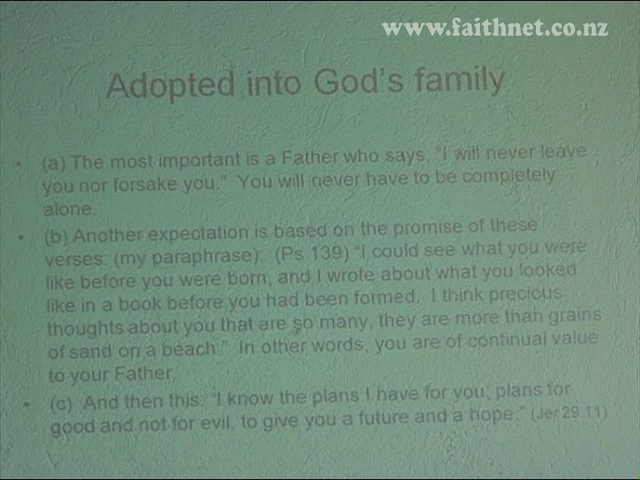 www.faithnet.co.nz
Adopted into God's family
• (a) The most important is a Father who says, "I will never leave
you nor forsake you." You will never have to be completely
alone.
• (b) Another expectation is based on the promise of these
verses: (my paraphrase): (Ps 139) "I could see what you were
like before you were born, and I wrote about what you looked
like in a book before you had been formed. I think precious
thoughts about you that are so many, they are more than grains
of sand on a beach." In other words, you are of continual value
to your Father.
• (c) And then this: "I know the plans I have for you; plans for
good and not for evil, to give you a future and a hope." (Jer 29:11)